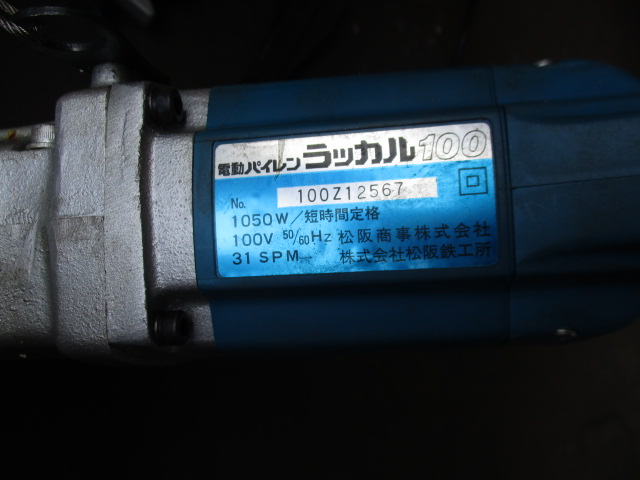 電動パイレン ラッカル100
No. 100Z12567
1050W/短時間定格
100V 50/60Hz 松阪商事株式会社
31 SPM 株式会社松阪鉄工所